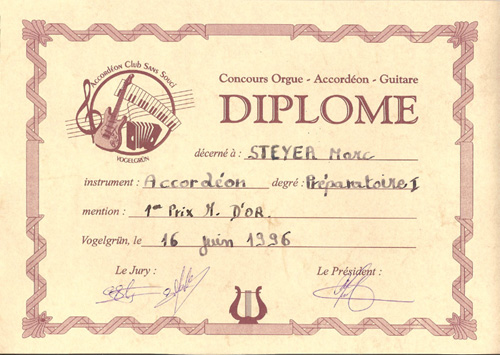 Accordéon Club Sans Souci
VOGELGRÜN
Concours Orgue - Accordéon - Guitare
DIPLOME
décerné à : STEYER Marc
instrument : Accordéon degré : Préparatoire I
mention : 1er Prix M. D'OR.
Vogelgrün, le 16 juin 1996
Le Jury : Le Président :